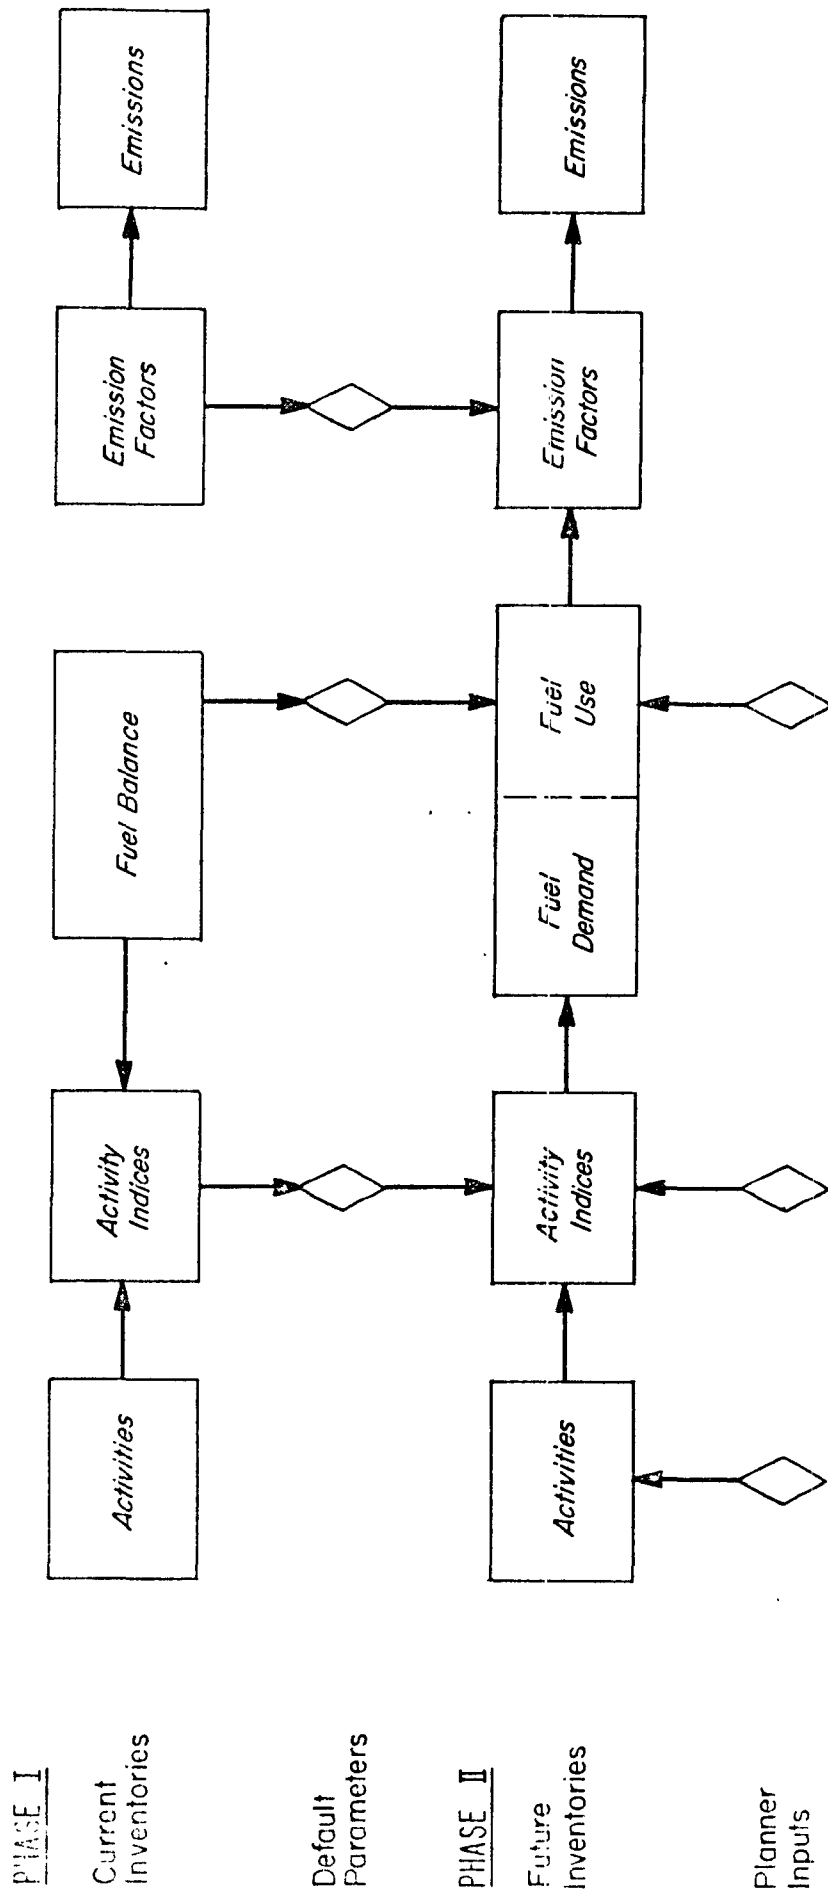 PHASE I
Current
Inventories
Activities
Activity
Indices
Fuel Balance
Emission
Factors
Emissions
Default
Parameters
PHASE II
Future
Inventories
Activities
Activity
Indices
Fuel
Demand
Fuel
Use
Emission
Factors
Emissions
Planner
Inputs